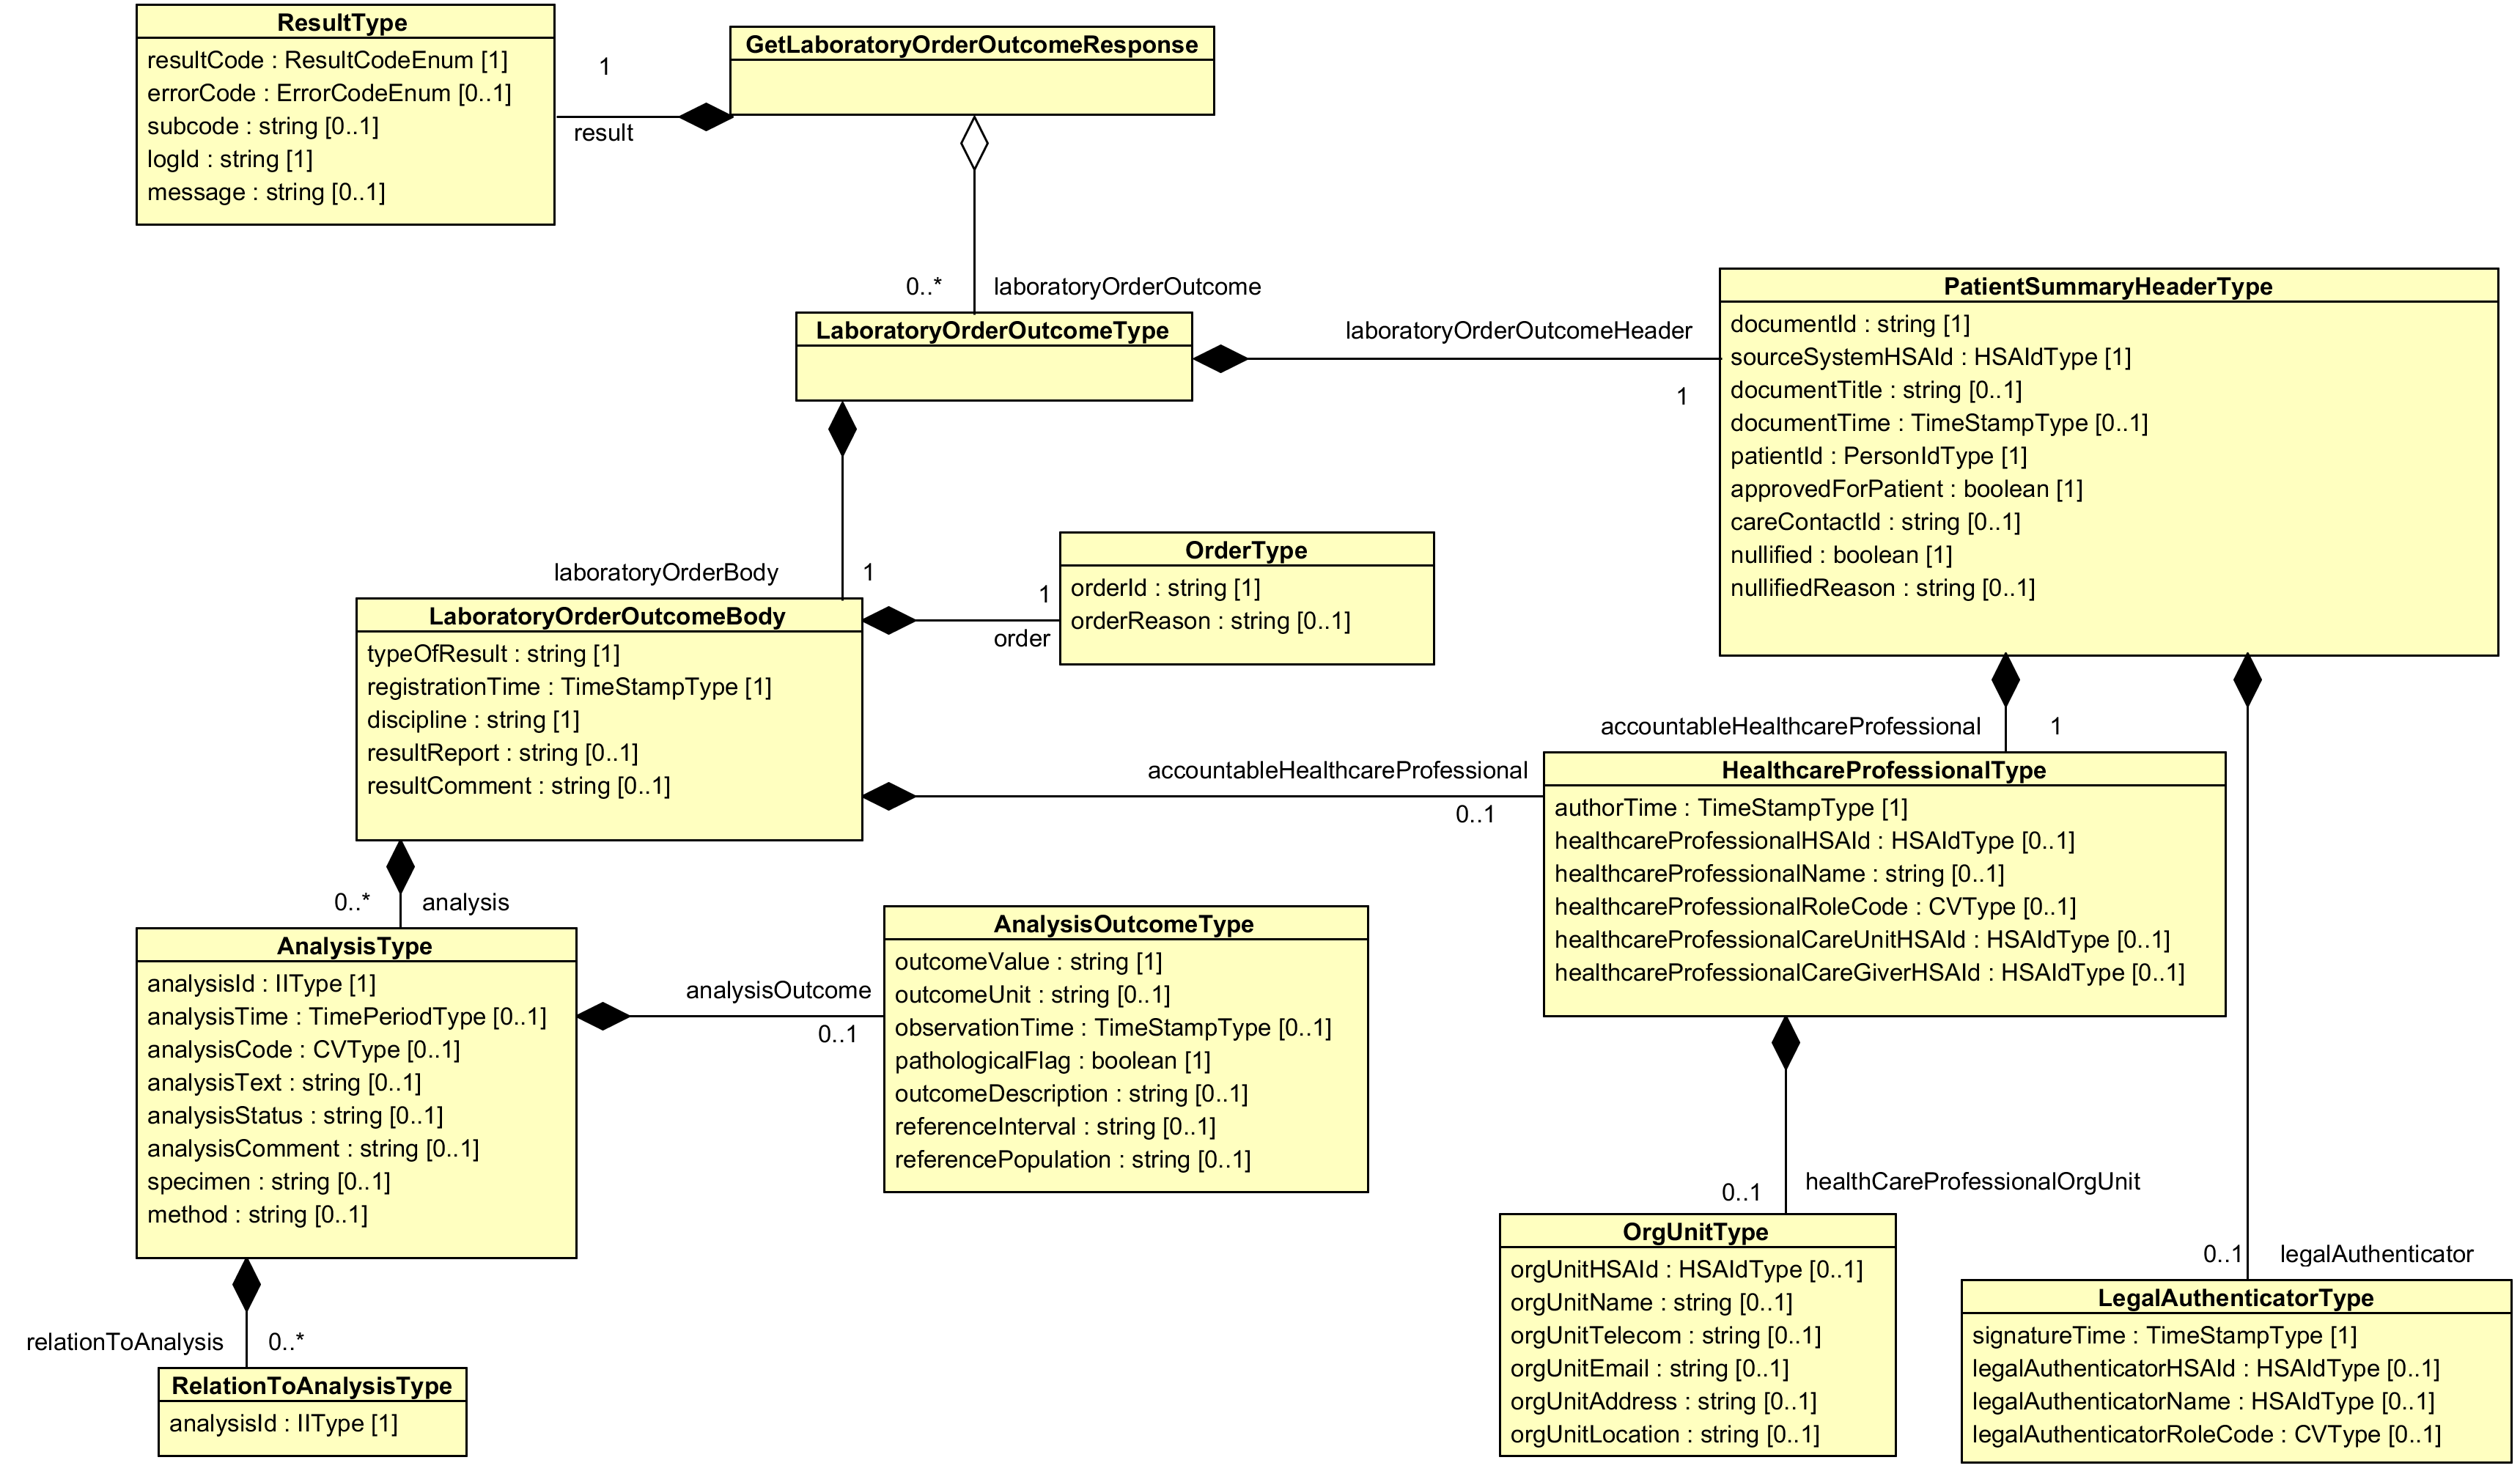 ResultType
resultCode : ResultCodeEnum [1]
errorCode : ErrorCodeEnum [0..1]
subcode : string [0..1]
logId : string [1]
message : string [0..1]
1
result
GetLaboratoryOrderOutcomeResponse
0..*
laboratoryOrderOutcome
LaboratoryOrderOutcomeType
laboratoryOrderOutcomeHeader
1
PatientSummaryHeaderType
documentId : string [1]
sourceSystemHSAId : HSAIdType [1]
documentTitle : string [0..1]
documentTime : TimeStampType [0..1]
patientId : PersonIdType [1]
approvedForPatient : boolean [1]
careContactId : string [0..1]
nullified : boolean [1]
nullifiedReason : string [0..1]
laboratoryOrderBody
1
LaboratoryOrderOutcomeBody
typeOfResult : string [1]
registrationTime : TimeStampType [1]
discipline : string [1]
resultReport : string [0..1]
resultComment : string [0..1]
1
order
OrderType
orderId : string [1]
orderReason : string [0..1]
accountableHealthcareProfessional
1
accountableHealthcareProfessional
0..1
HealthcareProfessionalType
authorTime : TimeStampType [1]
healthcareProfessionalHSAId : HSAIdType [0..1]
healthcareProfessionalName : string [0..1]
healthcareProfessionalRoleCode : CVType [0..1]
healthcareProfessionalCareUnitHSAId : HSAIdType [0..1]
healthcareProfessionalCareGiverHSAId : HSAIdType [0..1]
0..*
analysis
AnalysisType
analysisId : IIType [1]
analysisTime : TimePeriodType [0..1]
analysisCode : CVType [0..1]
analysisText : string [0..1]
analysisStatus : string [0..1]
analysisComment : string [0..1]
specimen : string [0..1]
method : string [0..1]
analysisOutcome
0..1
AnalysisOutcomeType
outcomeValue : string [1]
outcomeUnit : string [0..1]
observationTime : TimeStampType [0..1]
pathologicalFlag : boolean [1]
outcomeDescription : string [0..1]
referenceInterval : string [0..1]
referencePopulation : string [0..1]
relationToAnalysis
0..*
RelationToAnalysisType
analysisId : IIType [1]
0..1
healthCareProfessionalOrgUnit
OrgUnitType
orgUnitHSAId : HSAIdType [0..1]
orgUnitName : string [0..1]
orgUnitTelecom : string [0..1]
orgUnitEmail : string [0..1]
orgUnitAddress : string [0..1]
orgUnitLocation : string [0..1]
0..1
legalAuthenticator
LegalAuthenticatorType
signatureTime : TimeStampType [1]
legalAuthenticatorHSAId : HSAIdType [0..1]
legalAuthenticatorName : HSAIdType [0..1]
legalAuthenticatorRoleCode : CVType [0..1]